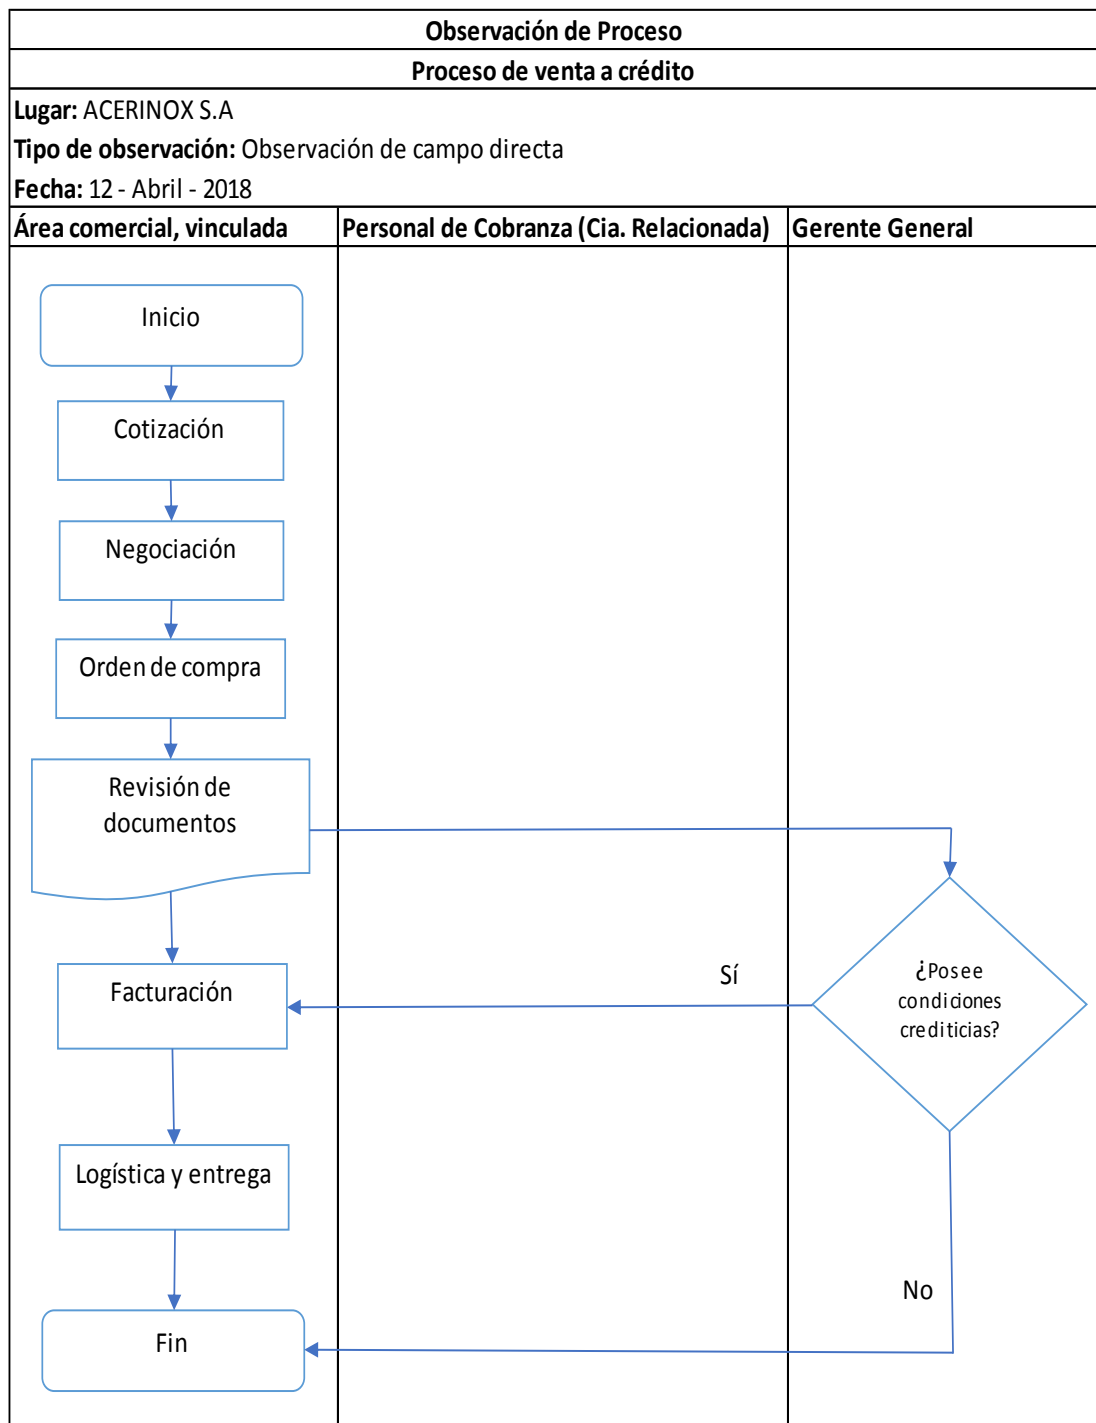 Observación de Proceso
Proceso de venta a crédito
Lugar: ACERINOX S.A
Tipo de observación: Observación de campo directa
Fecha: 12 - Abril - 2018
Área comercial, vinculada
Personal de Cobranza (Cia. Relacionada)
Gerente General
Inicio
Cotización
Negociación
Orden de compra
Revisión de
documentos
Facturación
Sí
¿Posee
condiciones
crediticias?
Logística y entrega
No
Fin